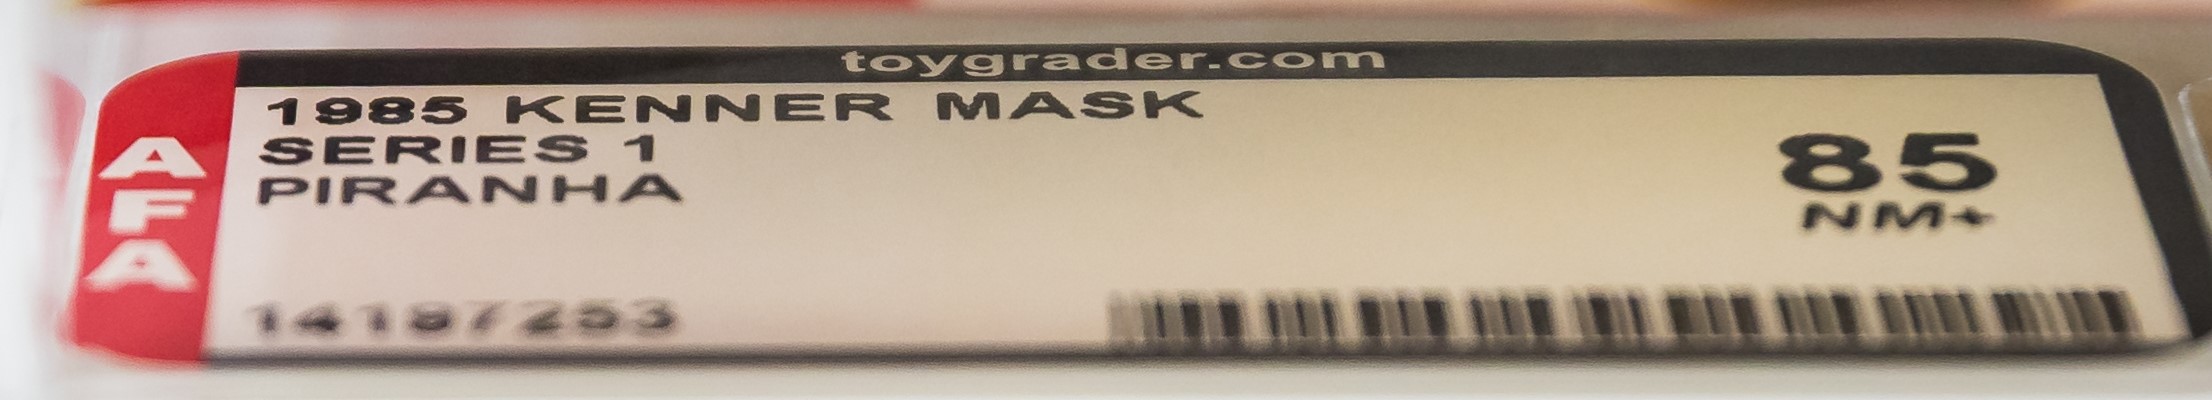 toygrader.com
AFA
1985 KENNER MASK
SERIES 1
PIRANHA
85
NM+